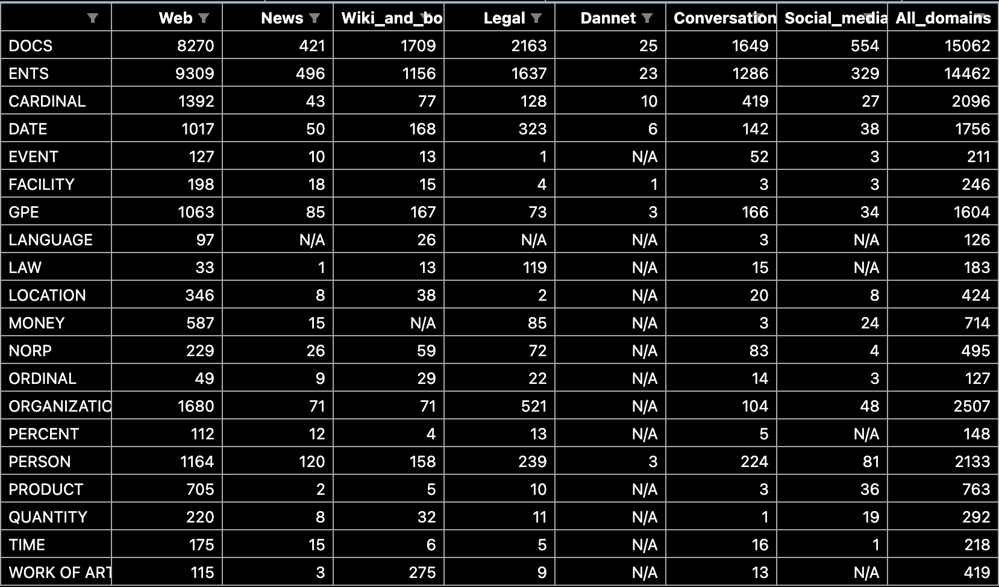 Web News Wiki_and_bo Legal Dannet Conversation Social_media All_domains
DOCS 8270 421 1709 2163 25 1649 554 15062
ENTS 9309 496 1156 1637 23 1286 329 14462
CARDINAL 1392 43 77 128 10 419 27 2096
DATE 1017 50 168 323 6 142 38 1756
EVENT 127 10 13 1 N/A 52 3 211
FACILITY 198 18 15 4 1 3 3 246
GPE 1063 85 167 73 3 166 34 1604
LANGUAGE 97 N/A 26 N/A N/A 3 N/A 126
LAW 33 1 13 119 N/A 15 N/A 183
LOCATION 346 8 38 2 N/A 20 8 424
MONEY 587 15 N/A 85 N/A 3 24 714
NORP 229 26 59 72 N/A 83 4 495
ORDINAL 49 9 29 22 N/A 14 3 127
ORGANIZATIO 1680 71 71 521 N/A 104 48 2507
PERCENT 112 12 4 13 N/A 5 N/A 148
PERSON 1164 120 158 239 3 224 81 2133
PRODUCT 705 2 5 10 N/A 3 36 763
QUANTITY 220 8 32 11 N/A 1 19 292
TIME 175 15 6 5 N/A 16 1 218
WORK OF ART 115 3 275 9 N/A 13 N/A 419